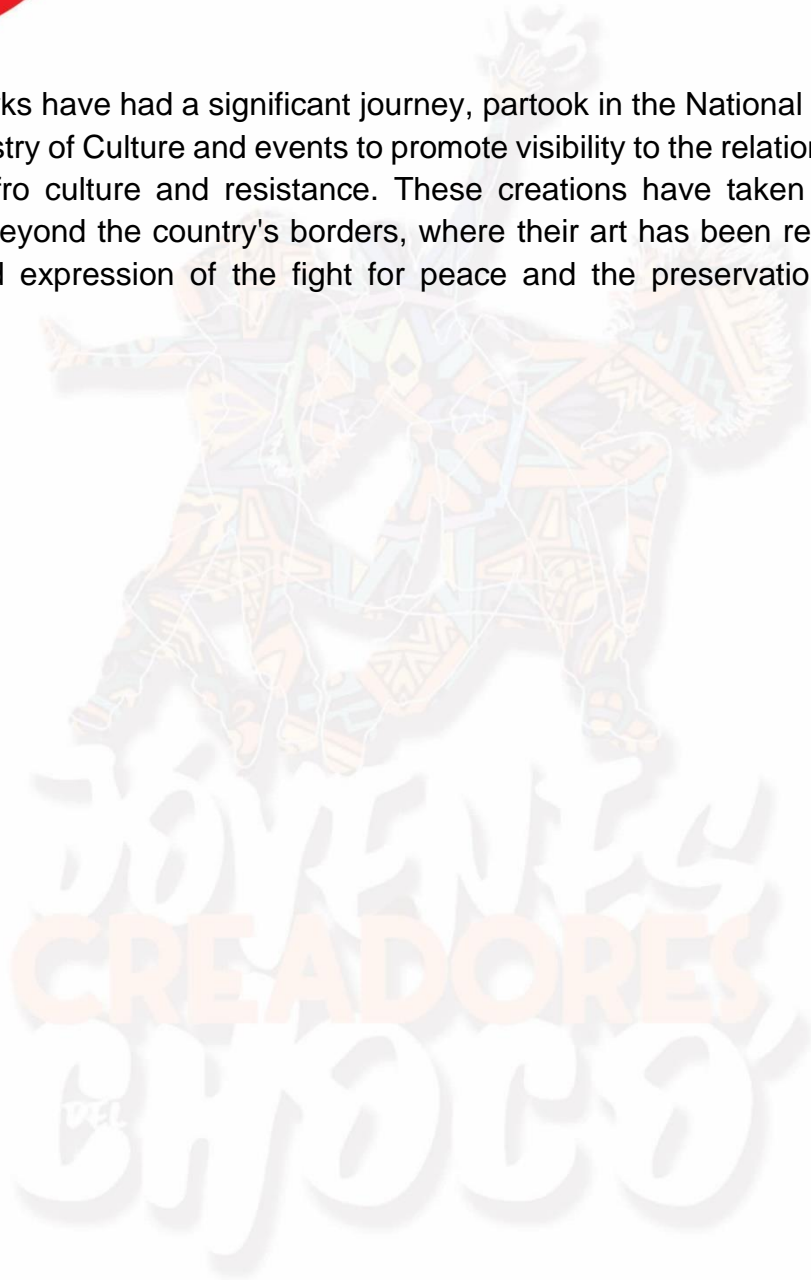 ks have had a significant journey, partook in the National
stry of Culture and events to promote visibility to the relation
fro culture and resistance. These creations have taken
eyond the country's borders, where their art has been re
expression of the fight for peace and the preservatio
JÓVENES
CREADORES
DEL
CHOCÓ